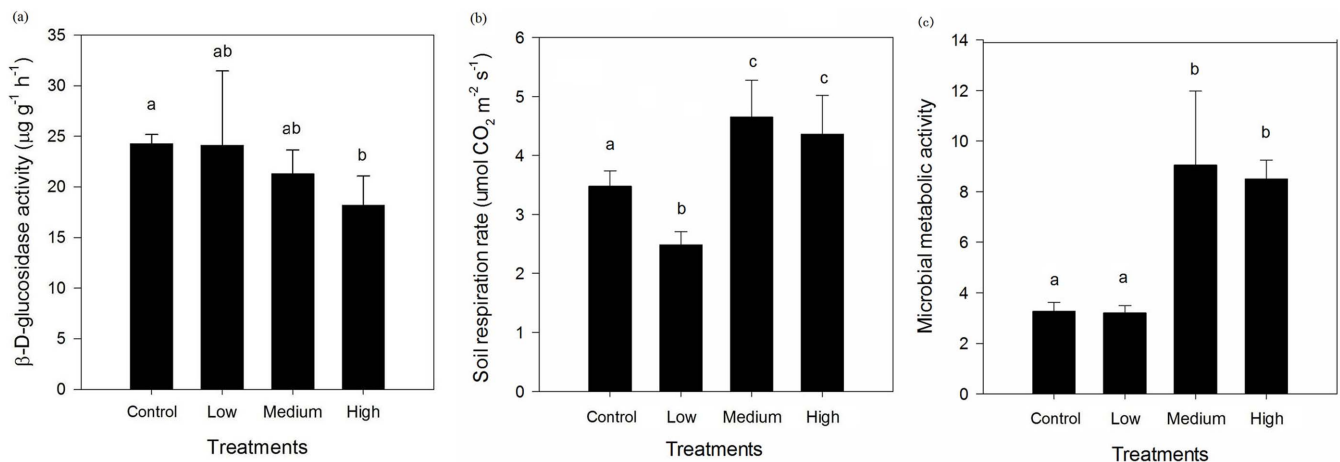 (a)
β-D-glucosidase activity (μg g⁻¹ h⁻¹)
35
30
25
20
15
10
5
0
a
ab
ab
b
Control Low Medium High
Treatments
(b)
Soil respiration rate (umol CO₂ m⁻² s⁻¹)
6
5
4
3
2
1
0
a
b
c
c
Control Low Medium High
Treatments
(c)
Microbial metabolic activity
14
12
10
8
6
4
2
0
a
a
b
b
Control Low Medium High
Treatments